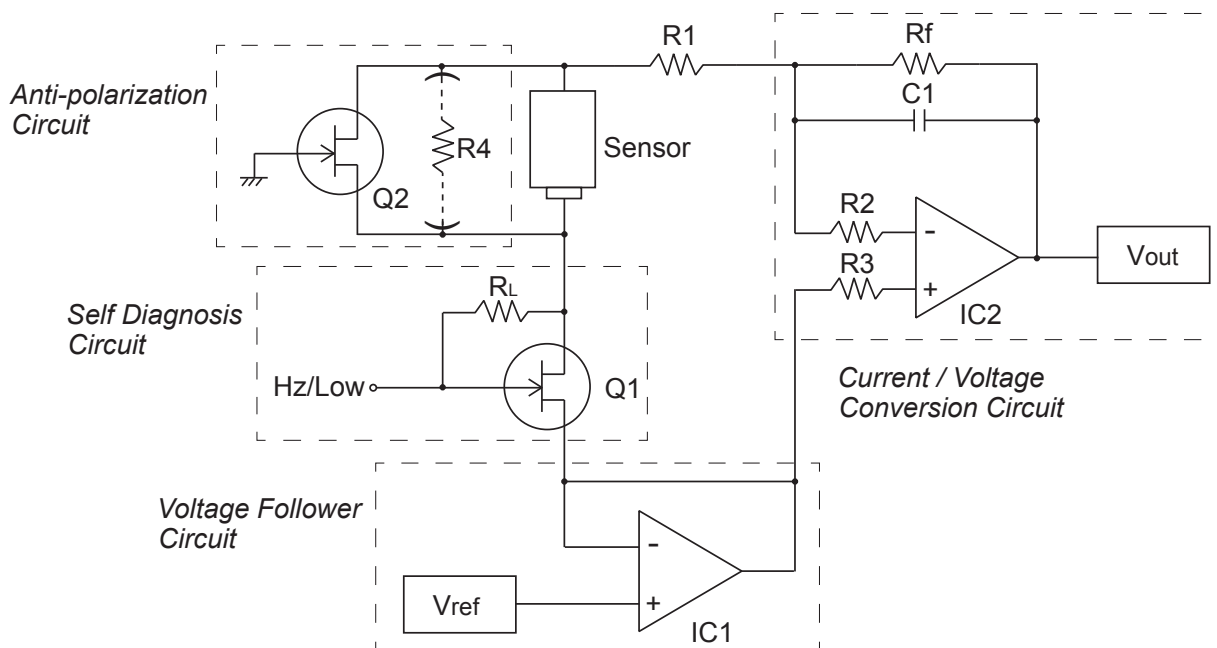 R1
Rf
C1
Anti-polarization
Circuit
R4
Sensor
Q2
R2
-
R3
+
IC2
Vout
RL
Self Diagnosis
Circuit
Hz/Low
Q1
Current / Voltage
Conversion Circuit
Voltage Follower
Circuit
-
Vref
+
IC1